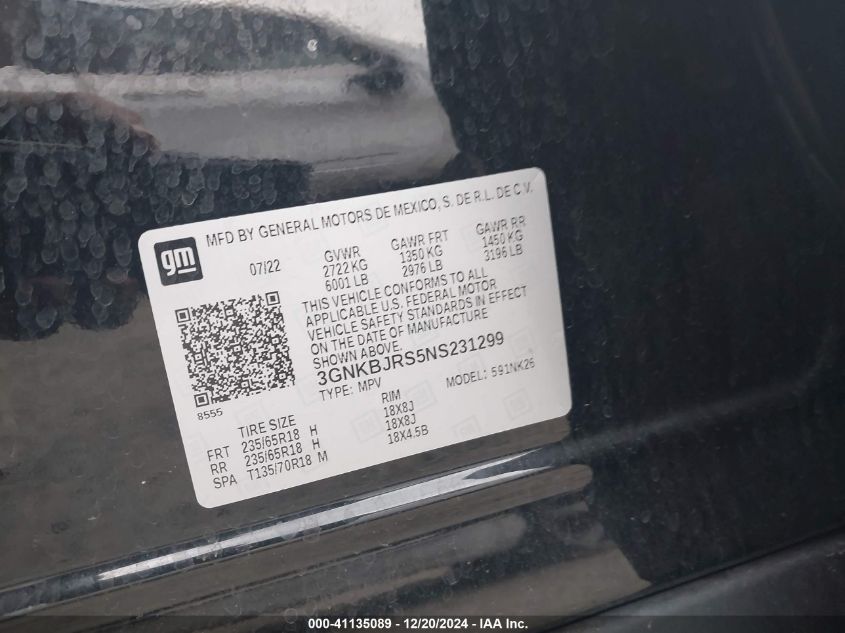 gm
MFD BY GENERAL MOTORS DE MEXICO, S. DE R.L. DE C.V.
07/22 GVWR GAWR FRT GAWR RR
2722 KG 1350 KG 1450 KG
6001 LB 2976 LB 3196 LB
THIS VEHICLE CONFORMS TO ALL
APPLICABLE U.S. FEDERAL MOTOR
VEHICLE SAFETY STANDARDS IN EFFECT
ON THE DATE OF MANUFACTURE
SHOWN ABOVE.
3GNKBJRS5NS231299
TYPE: MPV MODEL: 591NK26
8555
TIRE SIZE RIM
FRT 235/65R18 H 18X8J
RR 235/65R18 H 18X8J
SPA T135/70R18 M 18X4.5B
000-41135089 - 12/20/2024 - IAA Inc.